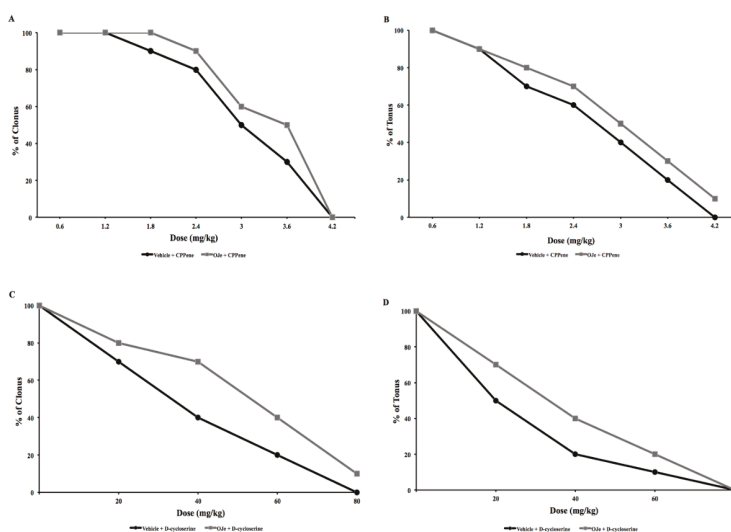 A
% of Clonus
100
80
60
40
20
0
0.6 1.2 1.8 2.4 3 3.6 4.2
Dose (mg/kg)
Vehicle + CPPene OJe + CPPene
B
% of Tonus
100
80
60
40
20
0
0.6 1.2 1.8 2.4 3 3.6 4.2
Dose (mg/kg)
Vehicle + CPPene OJe + CPPene
C
% of Clonus
100
80
60
40
20
0
20 40 60 80
Dose (mg/kg)
Vehicle + D-cycloserine OJe + D-cycloserine
D
% of Tonus
100
80
60
40
20
0
20 40 60
Dose (mg/kg)
Vehicle + D-cycloserine OJe + D-cycloserine